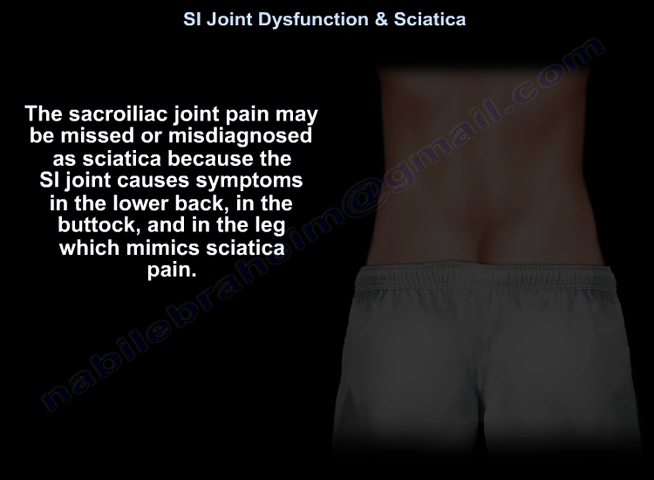 SI Joint Dysfunction & Sciatica
The sacroiliac joint pain may
be missed or misdiagnosed
as sciatica because the
SI joint causes symptoms
in the lower back, in the
buttock, and in the leg
which mimics sciatica
pain.
nabilebraheim@gmail.com